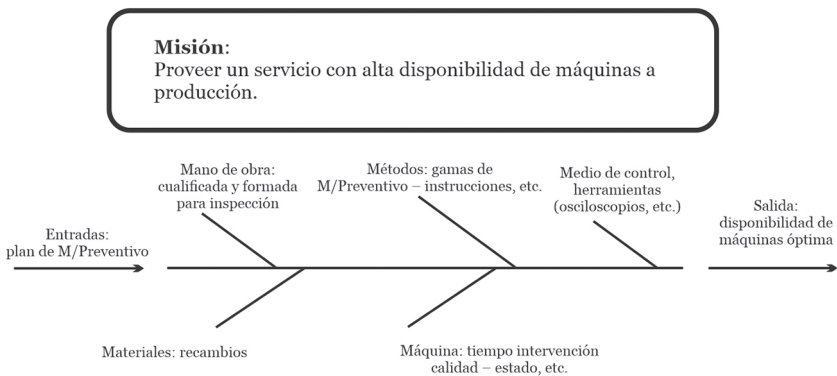 Misión:
Proveer un servicio con alta disponibilidad de máquinas a
producción.
Mano de obra:
cualificada y formada
para inspección
Métodos: gamas de
M/Preventivo – instrucciones, etc.
Medio de control,
herramientas
(osciloscopios, etc.)
Entradas:
plan de M/Preventivo
Salida:
disponibilidad de
máquinas óptima
Materiales: recambios
Máquina: tiempo intervención
calidad – estado, etc.